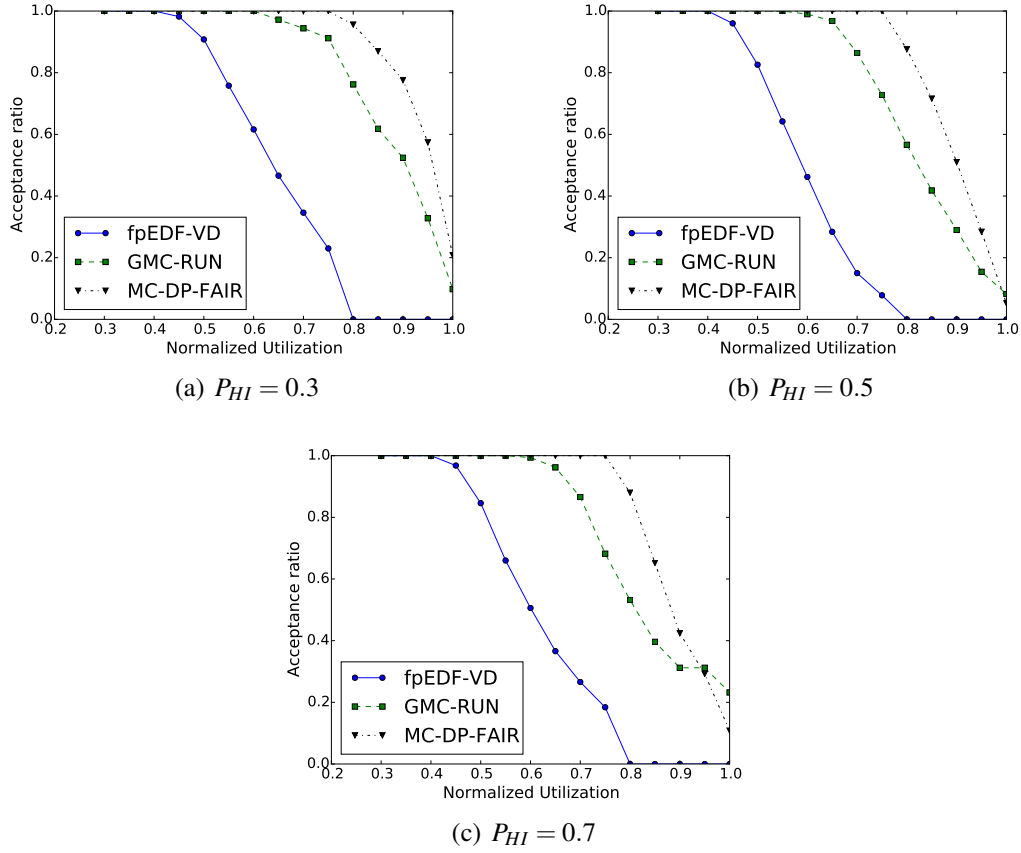 1.0
0.8
0.6
0.4
0.2
0.0
Acceptance ratio
fpEDF-VD
GMC-RUN
MC-DP-FAIR
0.2 0.3 0.4 0.5 0.6 0.7 0.8 0.9 1.0
Normalized Utilization
(a) P_HI = 0.3
1.0
0.8
0.6
0.4
0.2
0.0
Acceptance ratio
fpEDF-VD
GMC-RUN
MC-DP-FAIR
0.2 0.3 0.4 0.5 0.6 0.7 0.8 0.9 1.0
Normalized Utilization
(b) P_HI = 0.5
1.0
0.8
0.6
0.4
0.2
0.0
Acceptance ratio
fpEDF-VD
GMC-RUN
MC-DP-FAIR
0.2 0.3 0.4 0.5 0.6 0.7 0.8 0.9 1.0
Normalized Utilization
(c) P_HI = 0.7